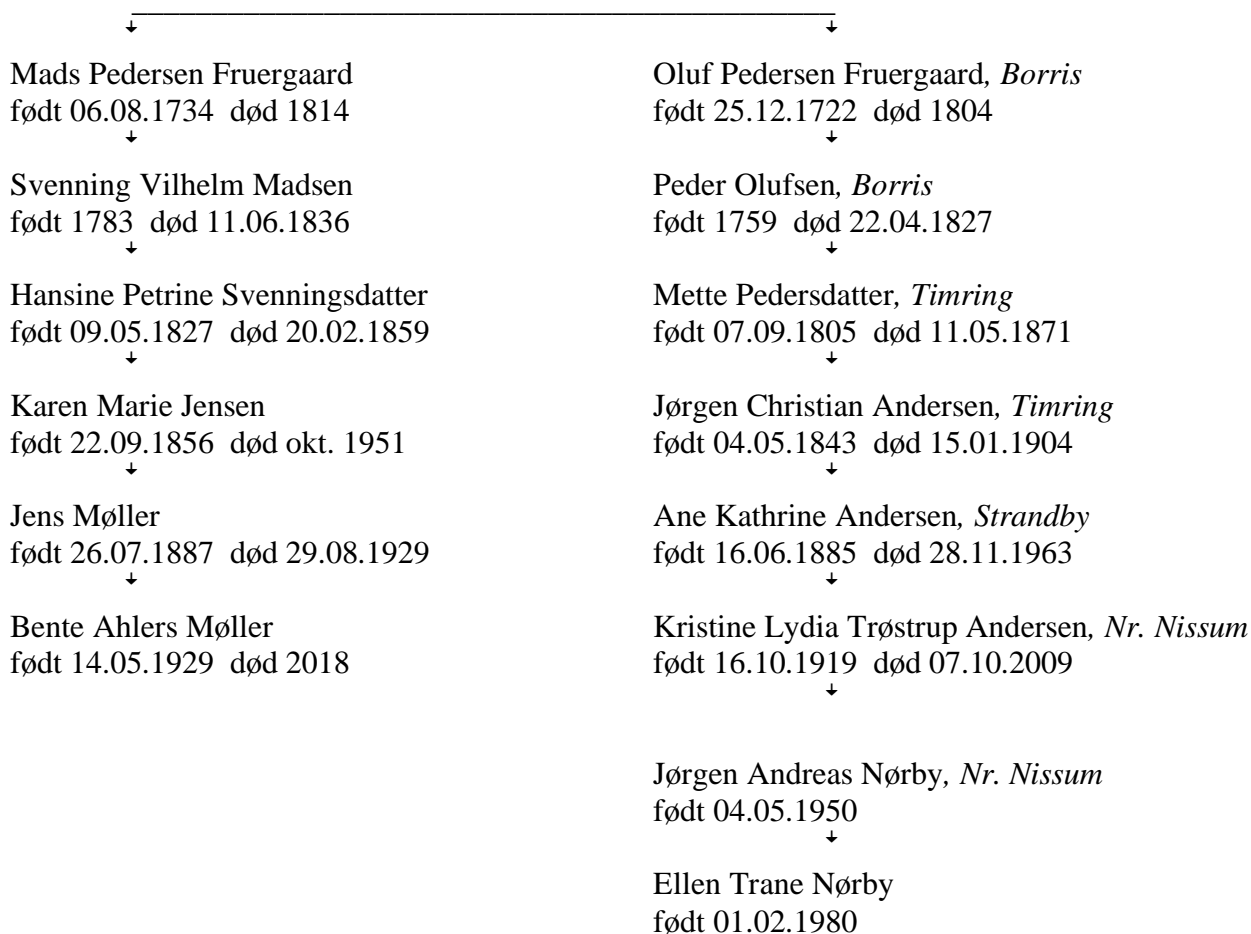 Mads Pedersen Fruergaard
født 06.08.1734 død 1814
Svenning Vilhelm Madsen
født 1783 død 11.06.1836
Hansine Petrine Svenningsdatter
født 09.05.1827 død 20.02.1859
Karen Marie Jensen
født 22.09.1856 død okt. 1951
Jens Møller
født 26.07.1887 død 29.08.1929
Bente Ahlers Møller
født 14.05.1929 død 2018
Oluf Pedersen Fruergaard, Borris
født 25.12.1722 død 1804
Peder Olufsen, Borris
født 1759 død 22.04.1827
Mette Pedersdatter, Timring
født 07.09.1805 død 11.05.1871
Jørgen Christian Andersen, Timring
født 04.05.1843 død 15.01.1904
Ane Kathrine Andersen, Strandby
født 16.06.1885 død 28.11.1963
Kristine Lydia Trøstrup Andersen, Nr. Nissum
født 16.10.1919 død 07.10.2009
Jørgen Andreas Nørby, Nr. Nissum
født 04.05.1950
Ellen Trane Nørby
født 01.02.1980